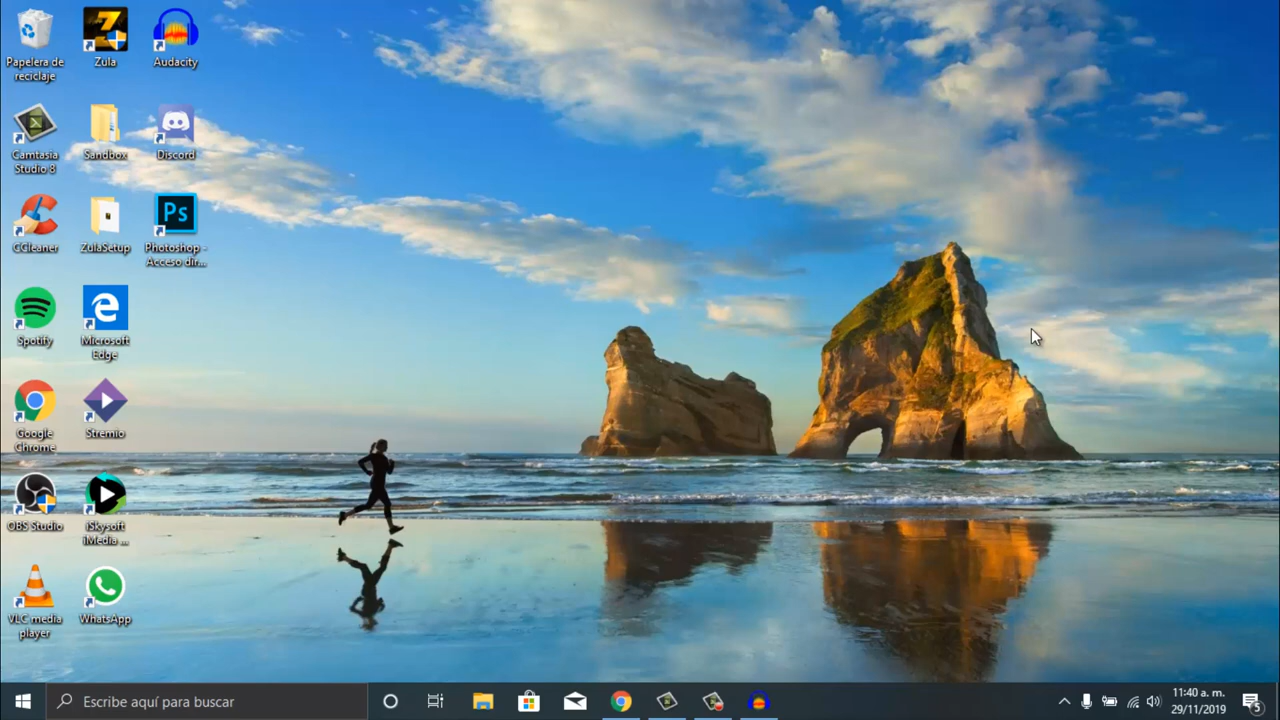 Papelera de
reciclaje
Zula
Audacity
Camtasia
Studio 8
Sandbox
Discord
CCleaner
ZulaSetup
Ps
Photoshop -
Acceso dir...
Spotify
Microsoft
Edge
Google
Chrome
Stremio
OBS Studio
iSkysoft
iMedia ...
VLC media
player
WhatsApp
Escribe aquí para buscar
11:40 a. m.
29/11/2019
5